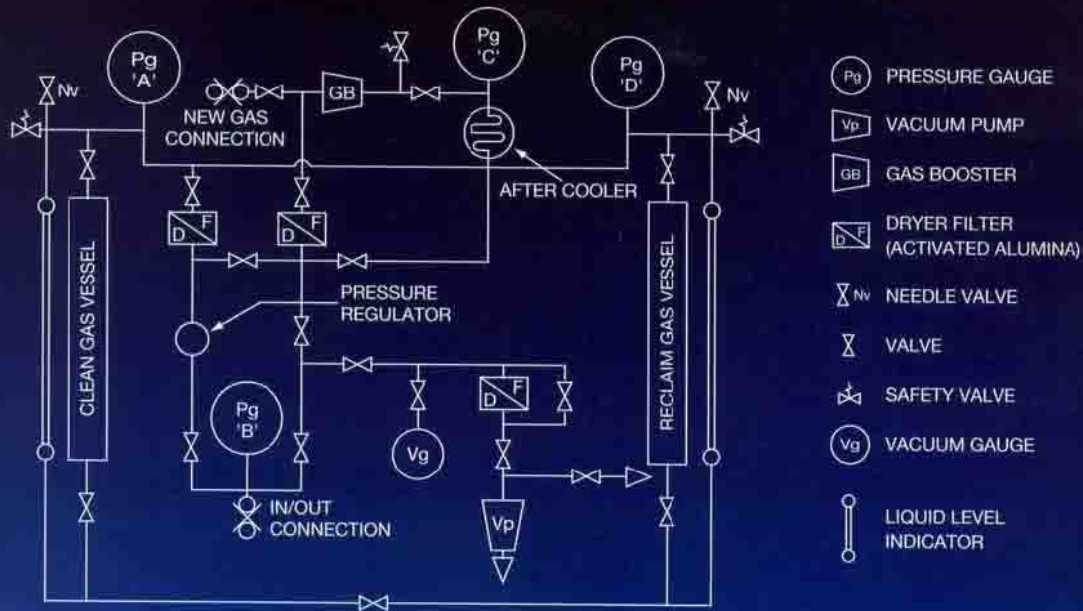 Pg
'A'
Pg
'C'
Pg
'D'
Nv
GB
Nv
NEW GAS
CONNECTION
AFTER COOLER
D F
D F
CLEAN GAS VESSEL
PRESSURE
REGULATOR
Pg
'B'
D F
Vg
RECLAIM GAS VESSEL
IN/OUT
CONNECTION
Vp
Pg PRESSURE GAUGE
Vp VACUUM PUMP
GB GAS BOOSTER
D F DRYER FILTER
(ACTIVATED ALUMINA)
Nv NEEDLE VALVE
VALVE
SAFETY VALVE
Vg VACUUM GAUGE
LIQUID LEVEL
INDICATOR